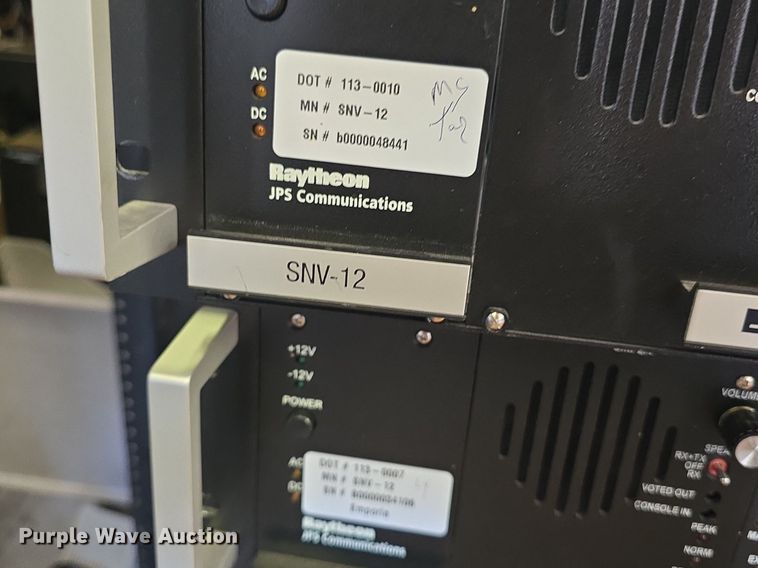 AC
DC
DOT # 113-0010
MN # SNV-12
SN # b0000048441
Raytheon
JPS Communications
SNV-12
+12V
-12V
POWER
VOLUME
SPEA
RX+TX
OFF
RX
VOTED OUT
CONSOLE IN
PEAK
NORM
AC
DC
DOT # 113-0007
MN # SNV-12
Emporia
Raytheon
JPS Communications
Purple Wave Auction